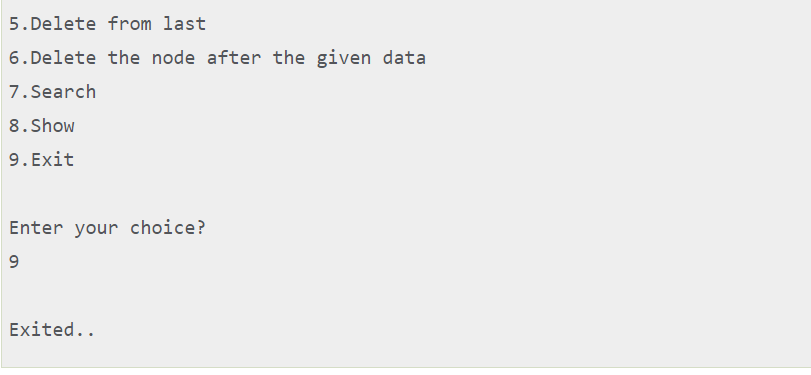 5.Delete from last
6.Delete the node after the given data
7.Search
8.Show
9.Exit
Enter your choice?
9
Exited..